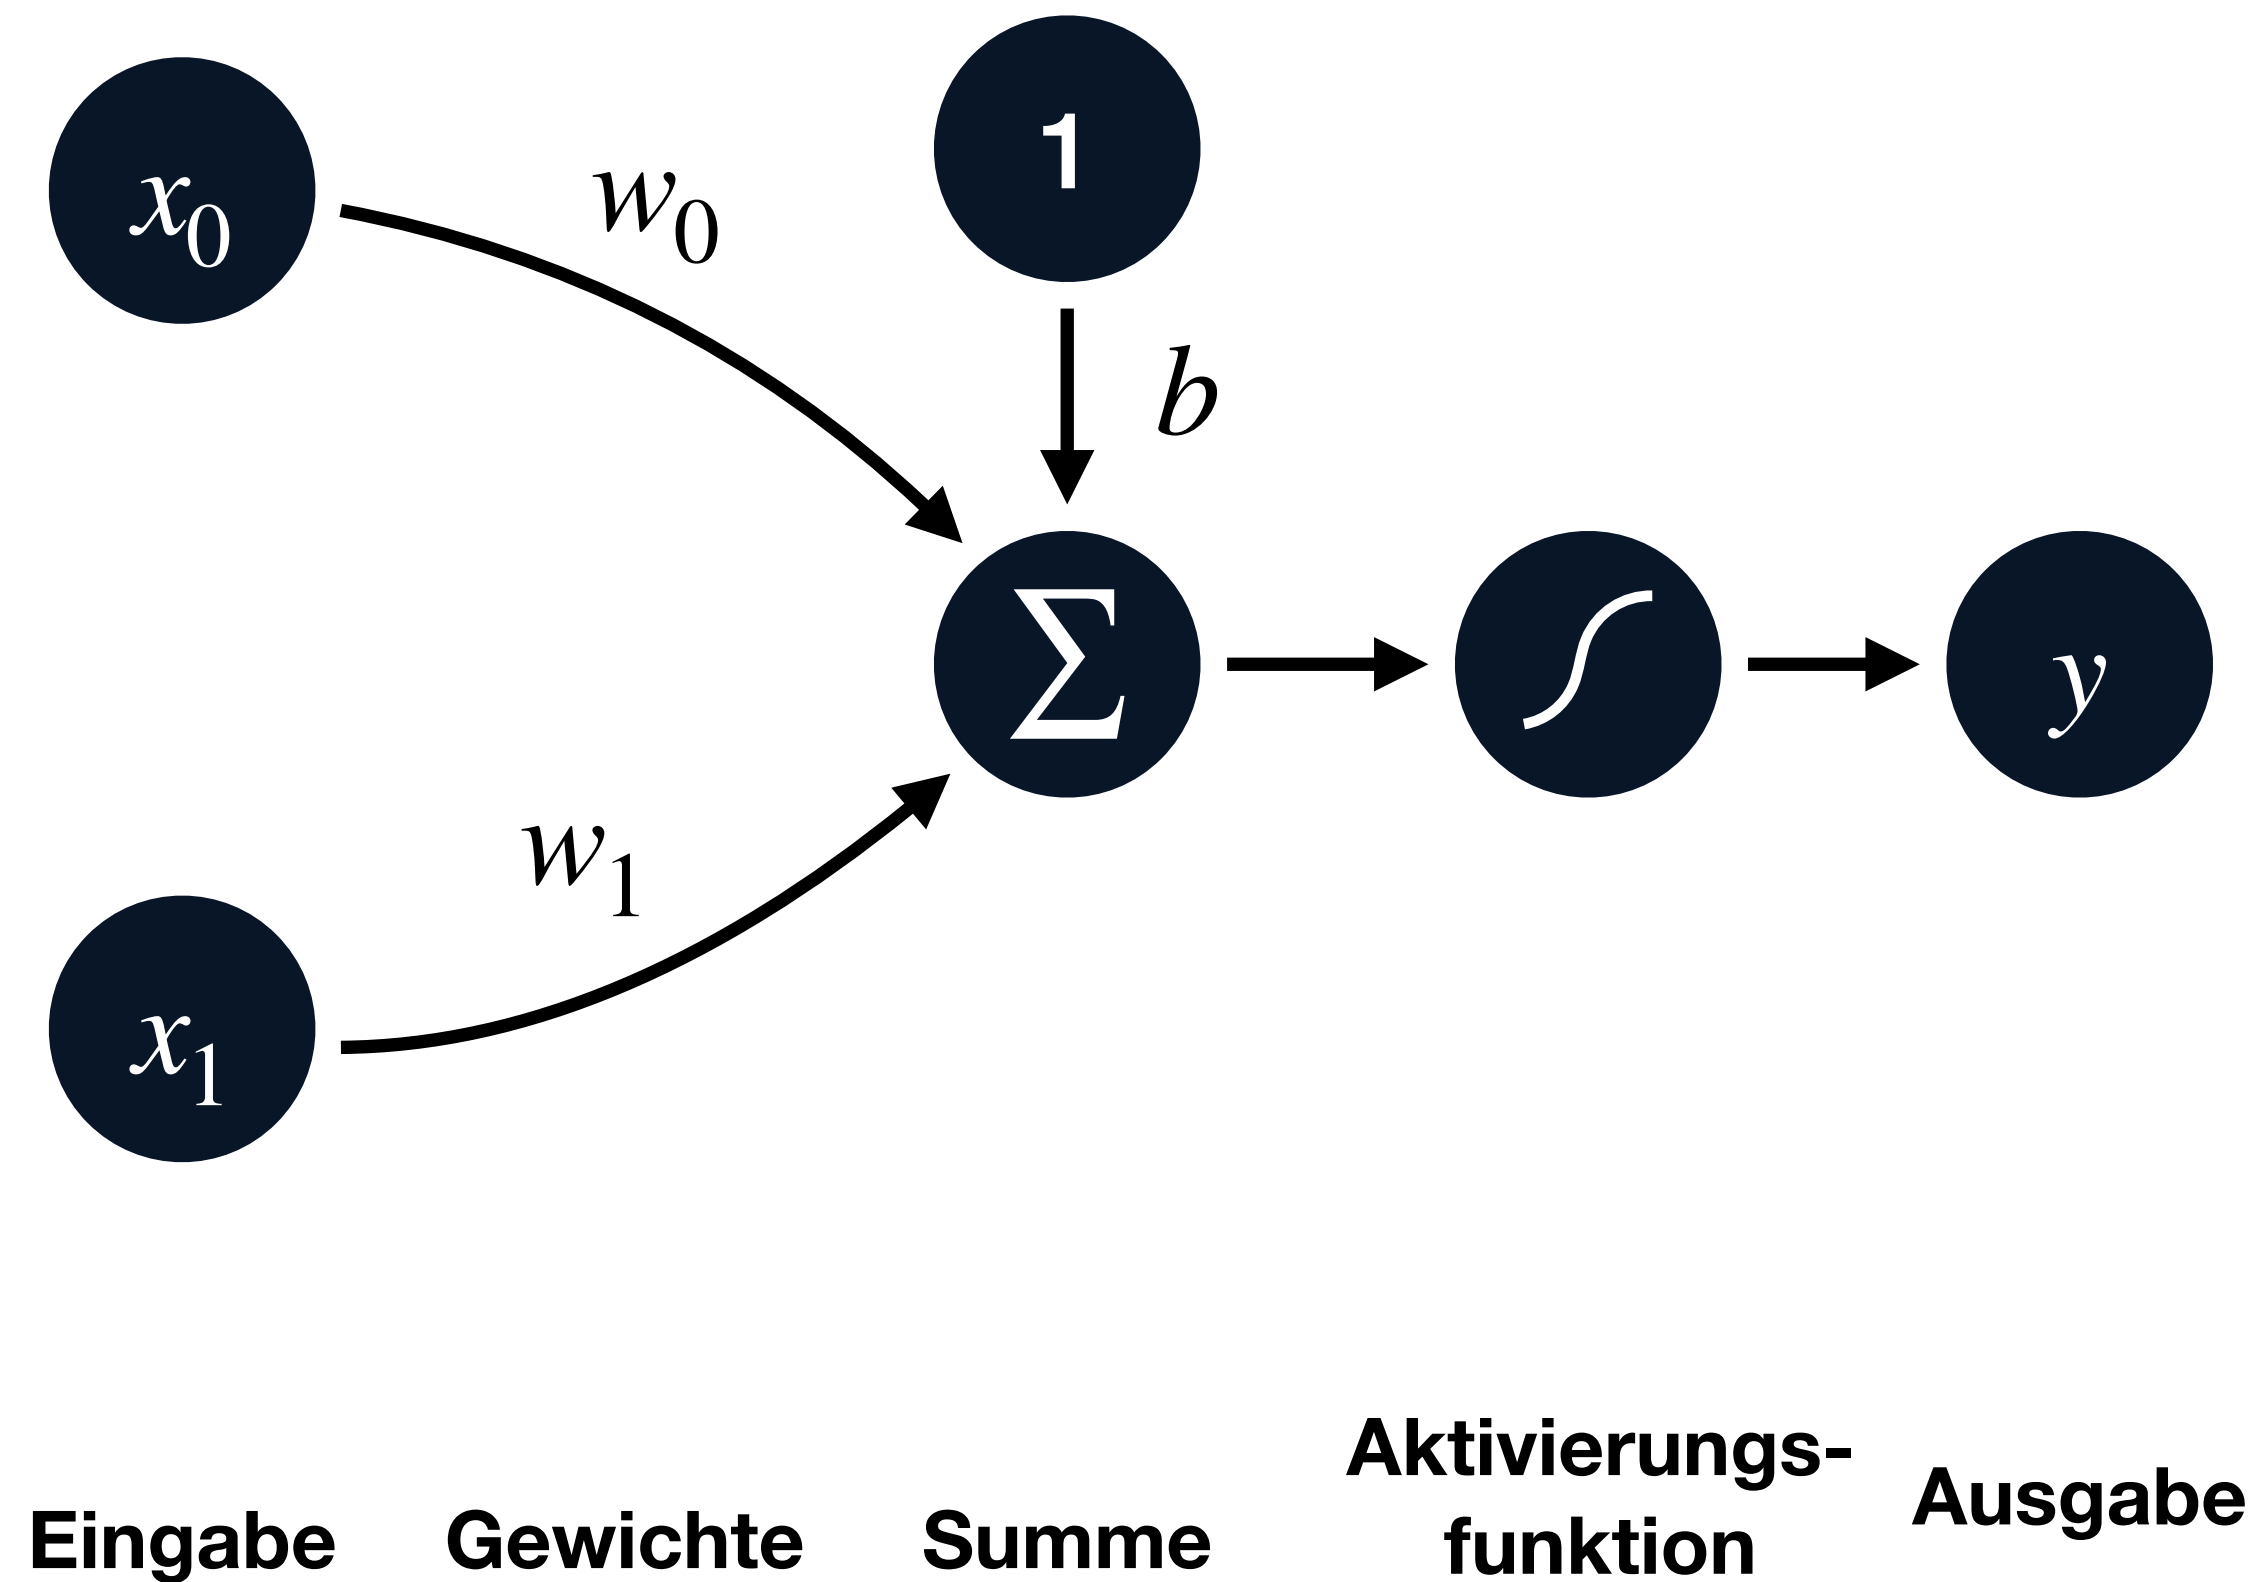 x₀
w₀
1
b
Σ
y
w₁
x₁
Eingabe
Gewichte
Summe
Aktivierungs-
funktion
Ausgabe